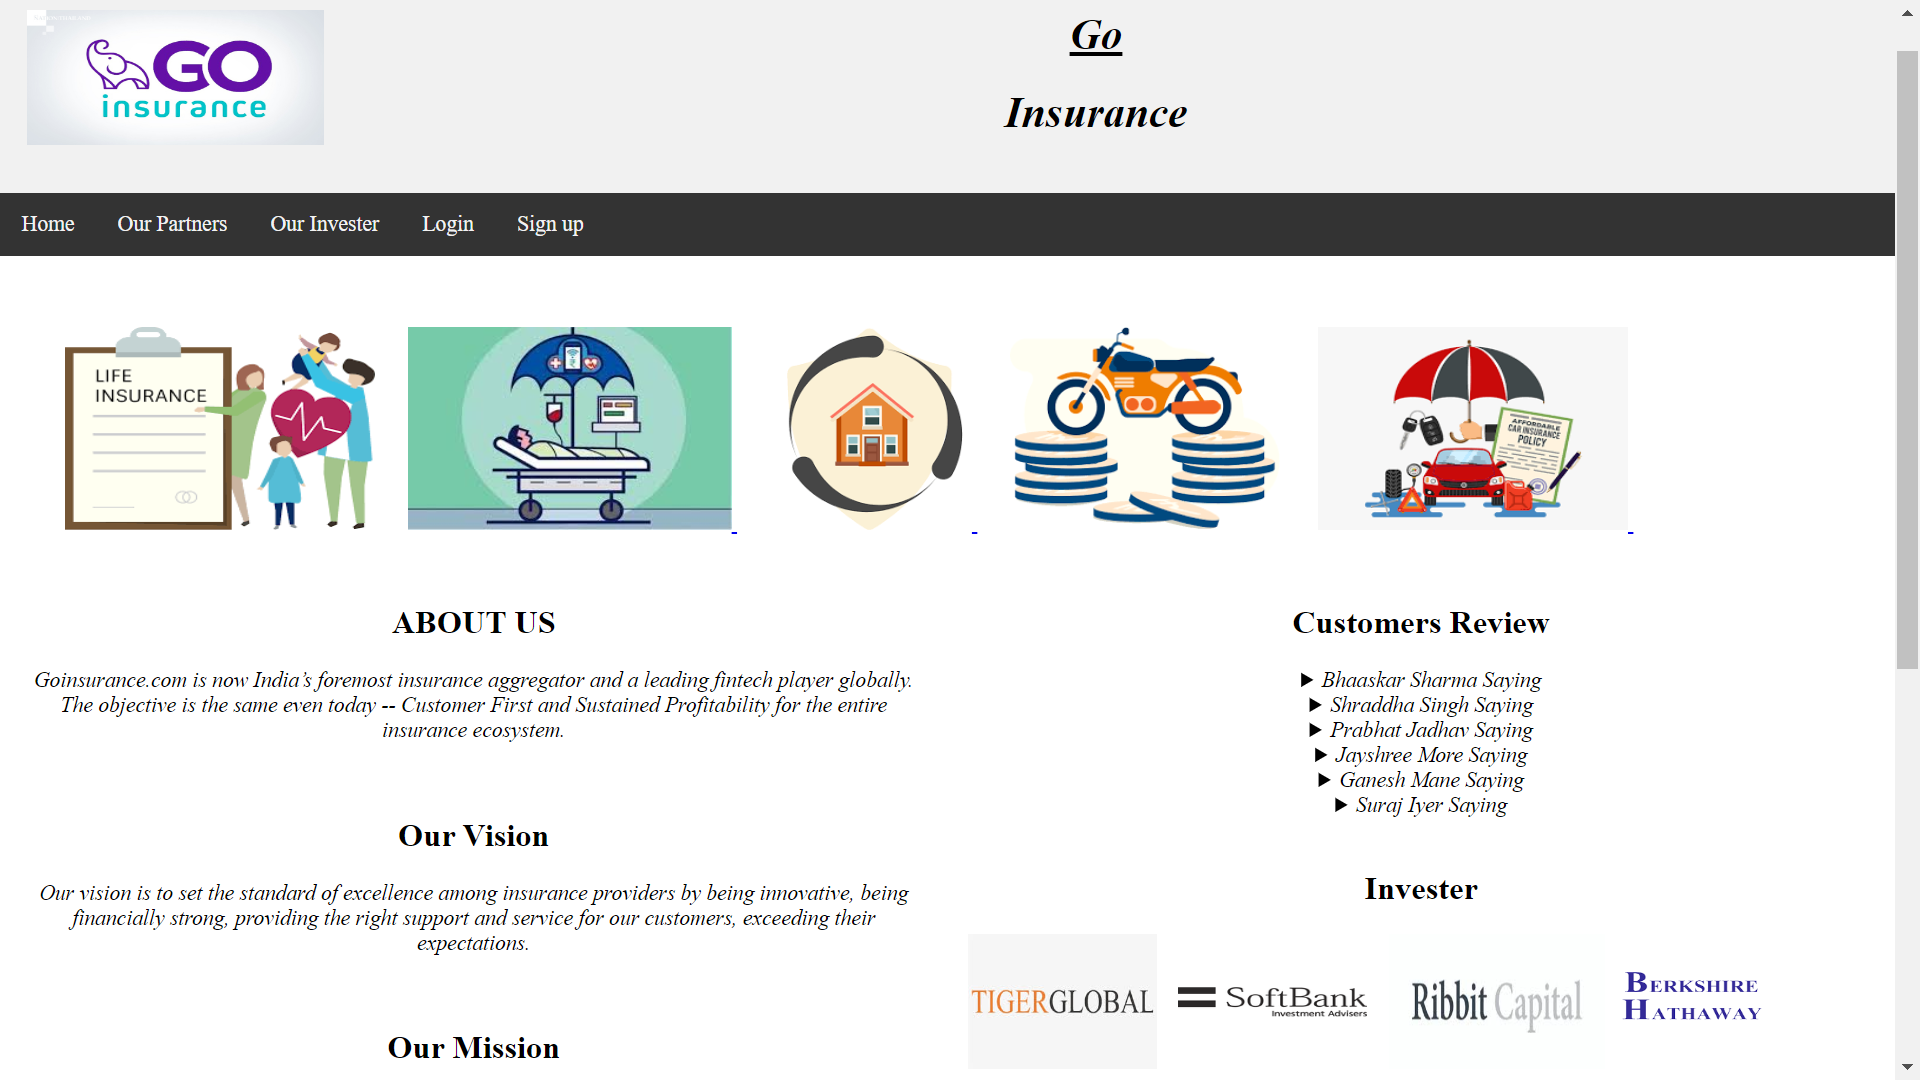 GO
insurance
Go
Insurance
Home
Our Partners
Our Invester
Login
Sign up
LIFE
INSURANCE
AFFORDABLE
CAR INSURANCE
POLICY
ABOUT US
Goinsurance.com is now India’s foremost insurance aggregator and a leading fintech player globally.
The objective is the same even today -- Customer First and Sustained Profitability for the entire
insurance ecosystem.
Our Vision
Our vision is to set the standard of excellence among insurance providers by being innovative, being
financially strong, providing the right support and service for our customers, exceeding their
expectations.
Our Mission
Customers Review
▶ Bhaaskar Sharma Saying
▶ Shraddha Singh Saying
▶ Prabhat Jadhav Saying
▶ Jayshree More Saying
▶ Ganesh Mane Saying
▶ Suraj Iyer Saying
Invester
TIGERGLOBAL
SoftBank
Investment Advisers
Ribbit Capital
BERKSHIRE
HATHAWAY